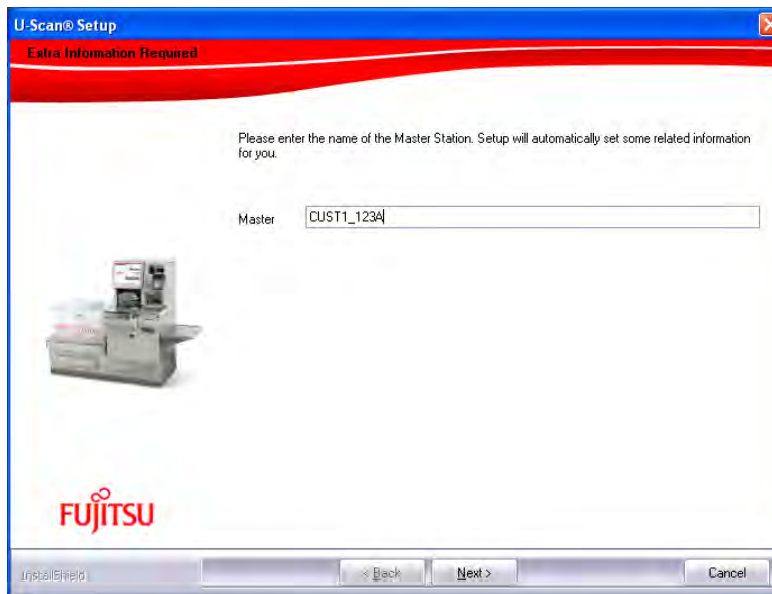 U-Scan® Setup
Extra Information Required
Please enter the name of the Master Station. Setup will automatically set some related information
for you.
Master CUST1_123A
FUJITSU
InstallShield
< Back Next > Cancel